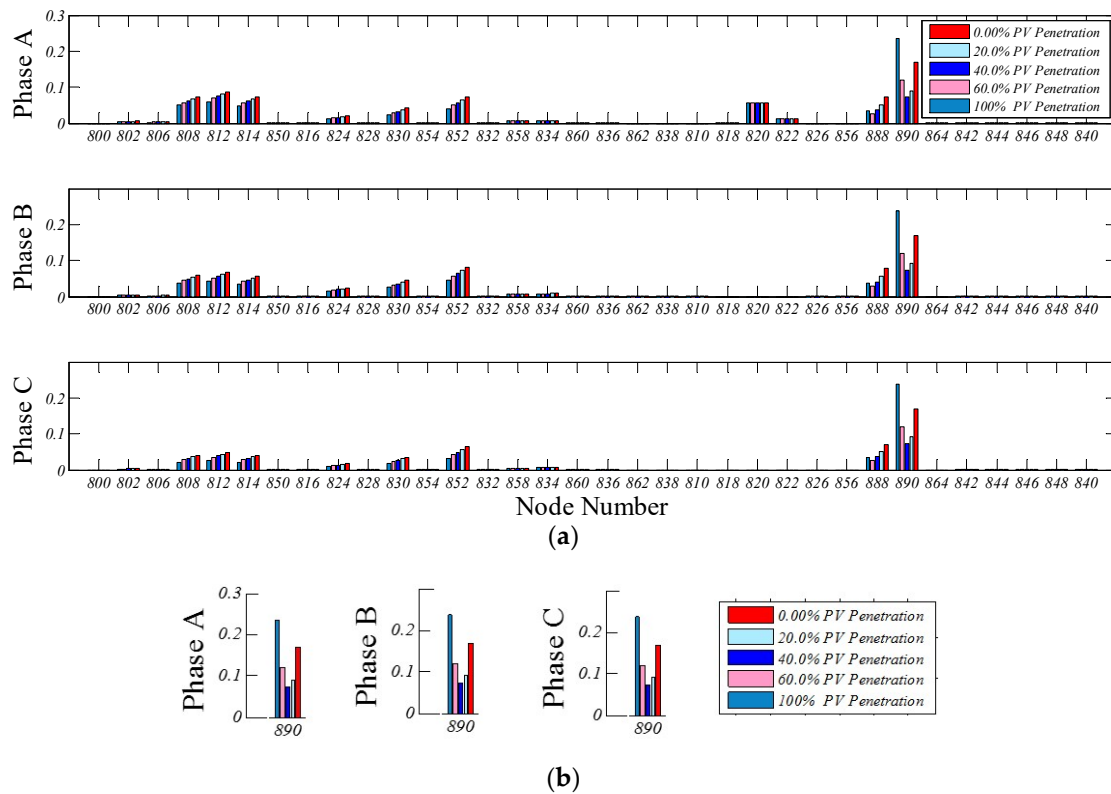 0.3
0.2
0.1
0
Phase A
0.00% PV Penetration
20.0% PV Penetration
40.0% PV Penetration
60.0% PV Penetration
100% PV Penetration
800 802 806 808 812 814 850 816 824 828 830 854 852 832 858 834 860 836 862 838 810 818 820 822 826 856 888 890 864 842 844 846 848 840
0.2
0.1
0
Phase B
800 802 806 808 812 814 850 816 824 828 830 854 852 832 858 834 860 836 862 838 810 818 820 822 826 856 888 890 864 842 844 846 848 840
0.2
0.1
0
Phase C
800 802 806 808 812 814 850 816 824 828 830 854 852 832 858 834 860 836 862 838 810 818 820 822 826 856 888 890 864 842 844 846 848 840
Node Number
(a)
Phase A
0.3
0.2
0.1
0
890
Phase B
0.2
0.1
0
890
Phase C
0.2
0.1
0
890
0.00% PV Penetration
20.0% PV Penetration
40.0% PV Penetration
60.0% PV Penetration
100% PV Penetration
(b)